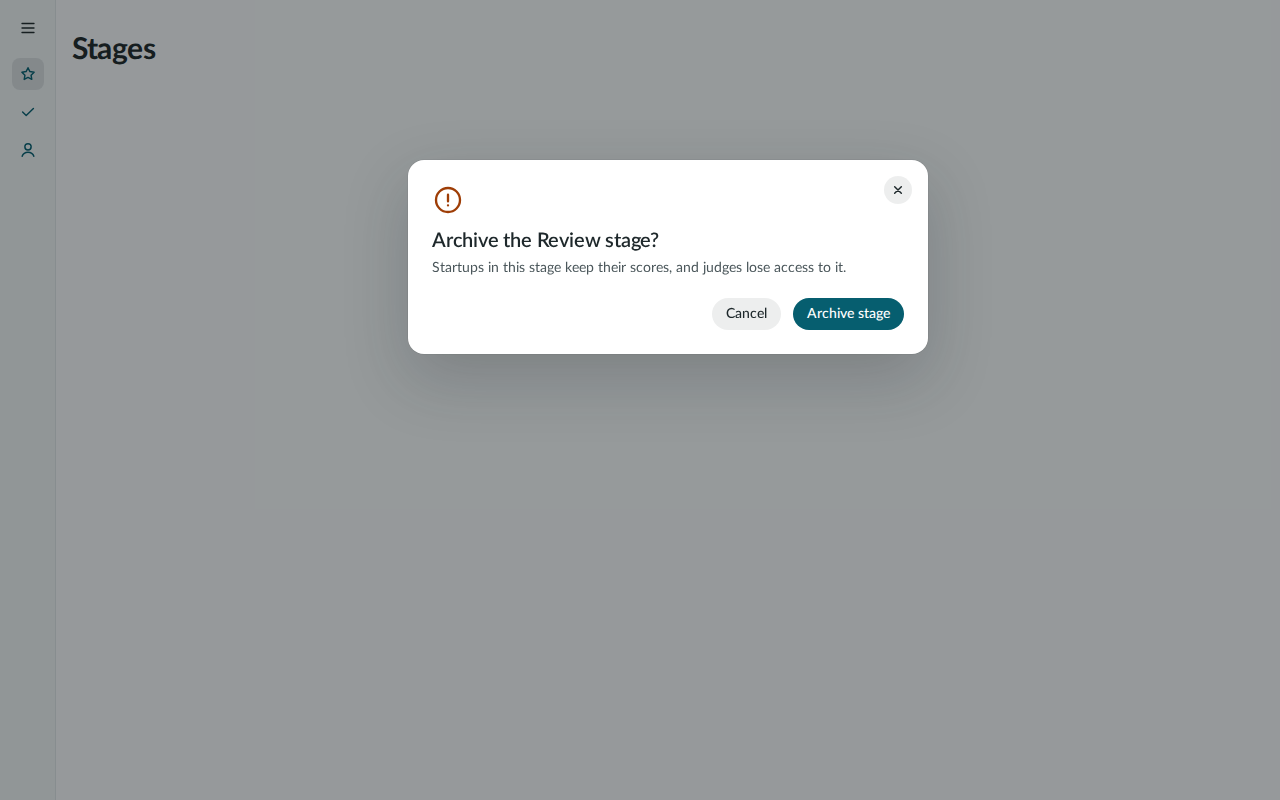 Stages
Archive the Review stage?
Startups in this stage keep their scores, and judges lose access to it.
Cancel
Archive stage